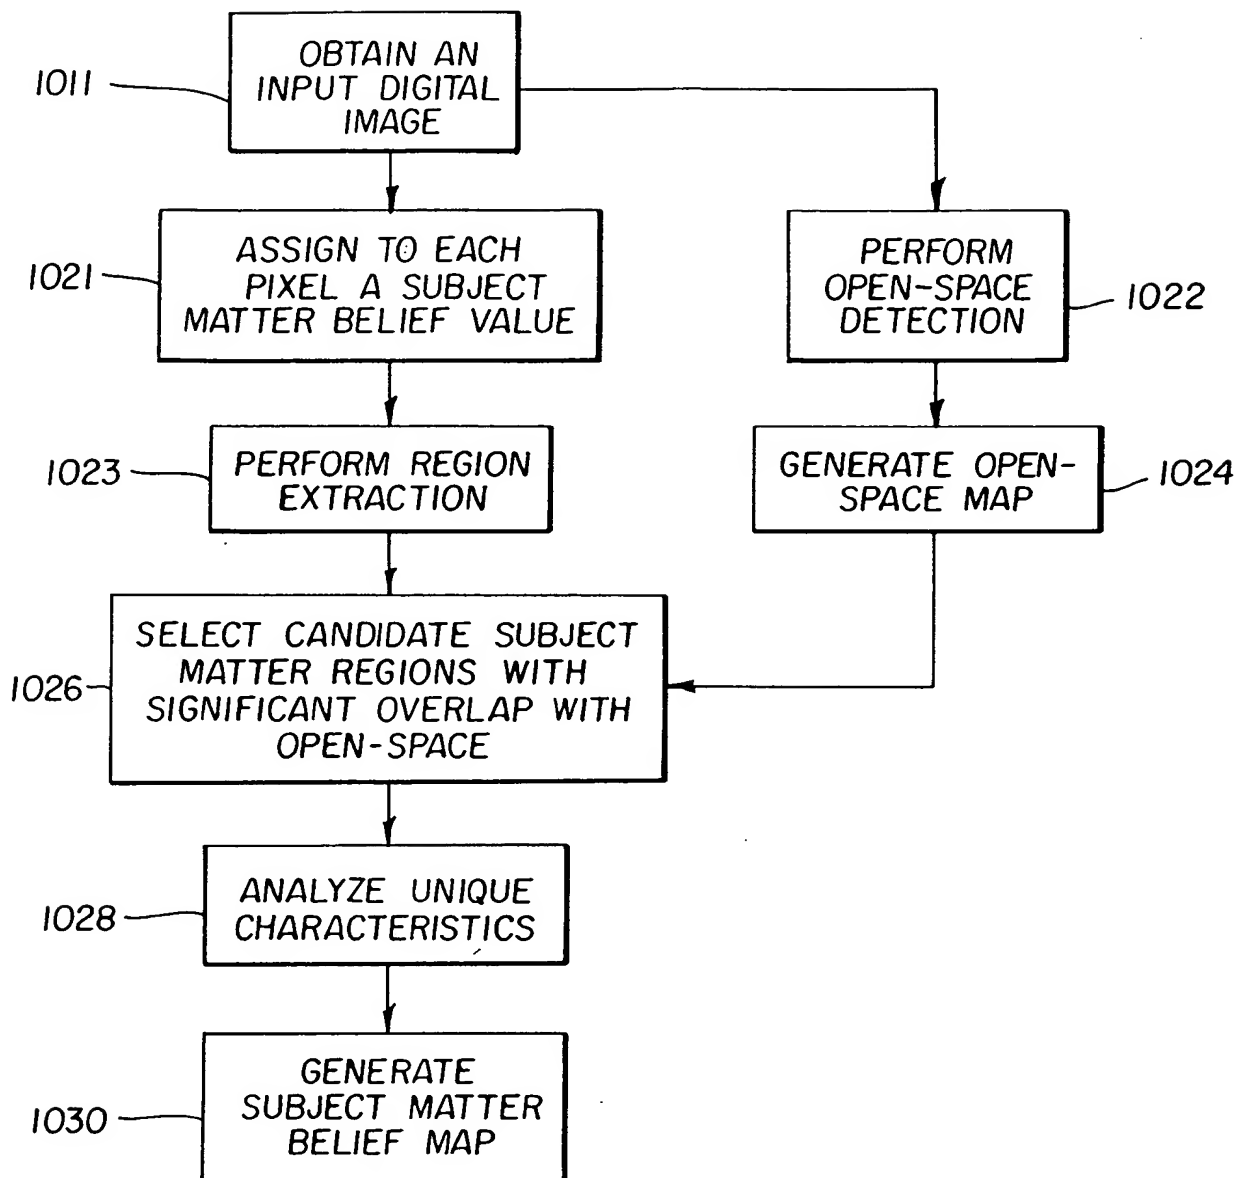 1011
OBTAIN AN
INPUT DIGITAL
IMAGE
1021
ASSIGN TO EACH
PIXEL A SUBJECT
MATTER BELIEF VALUE
PERFORM
OPEN-SPACE
DETECTION
1022
1023
PERFORM REGION
EXTRACTION
GENERATE OPEN-
SPACE MAP
1024
1026
SELECT CANDIDATE SUBJECT
MATTER REGIONS WITH
SIGNIFICANT OVERLAP WITH
OPEN-SPACE
1028
ANALYZE UNIQUE
CHARACTERISTICS
1030
GENERATE
SUBJECT MATTER
BELIEF MAP